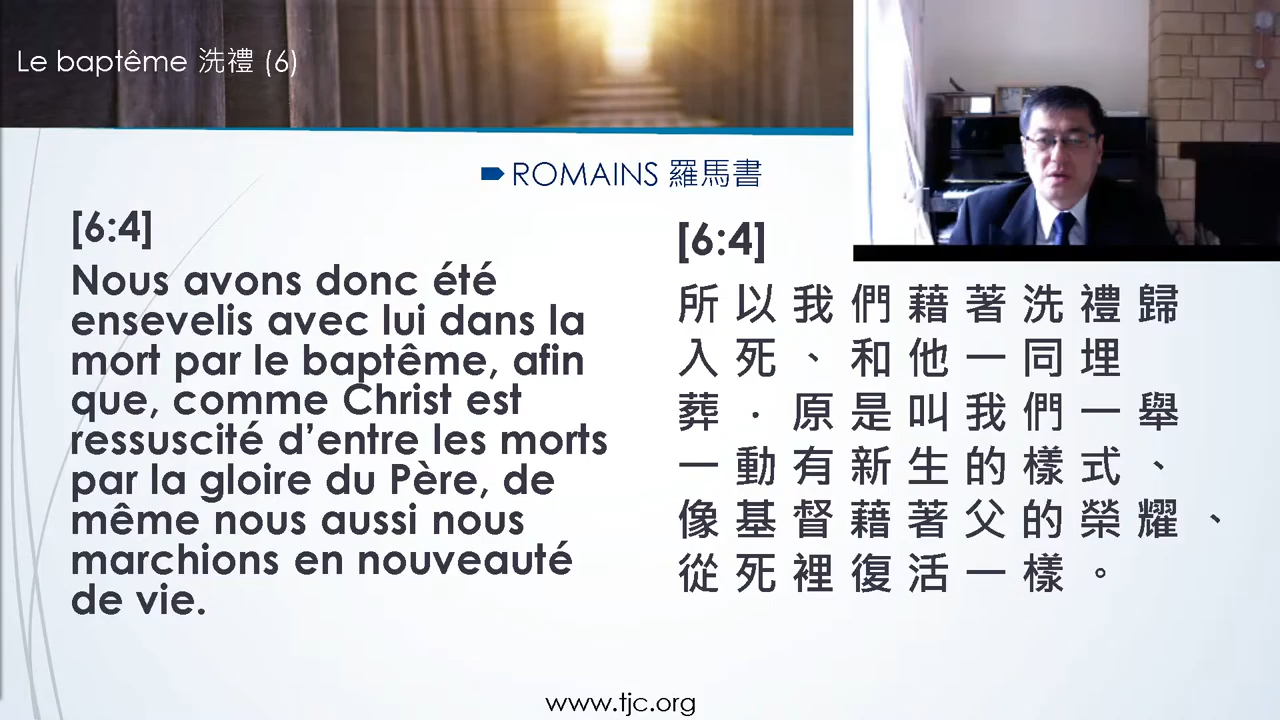 Le baptême 洗禮 (6)
ROMAINS 羅馬書
[6:4]
Nous avons donc été
ensevelis avec lui dans la
mort par le baptême, afin
que, comme Christ est
ressuscité d’entre les morts
par la gloire du Père, de
même nous aussi nous
marchions en nouveauté
de vie.
[6:4]
所以我們藉著洗禮歸
入死、和他一同埋
葬．原是叫我們一舉
一動有新生的樣式、
像基督藉著父的榮耀、
從死裡復活一樣。
www.tjc.org